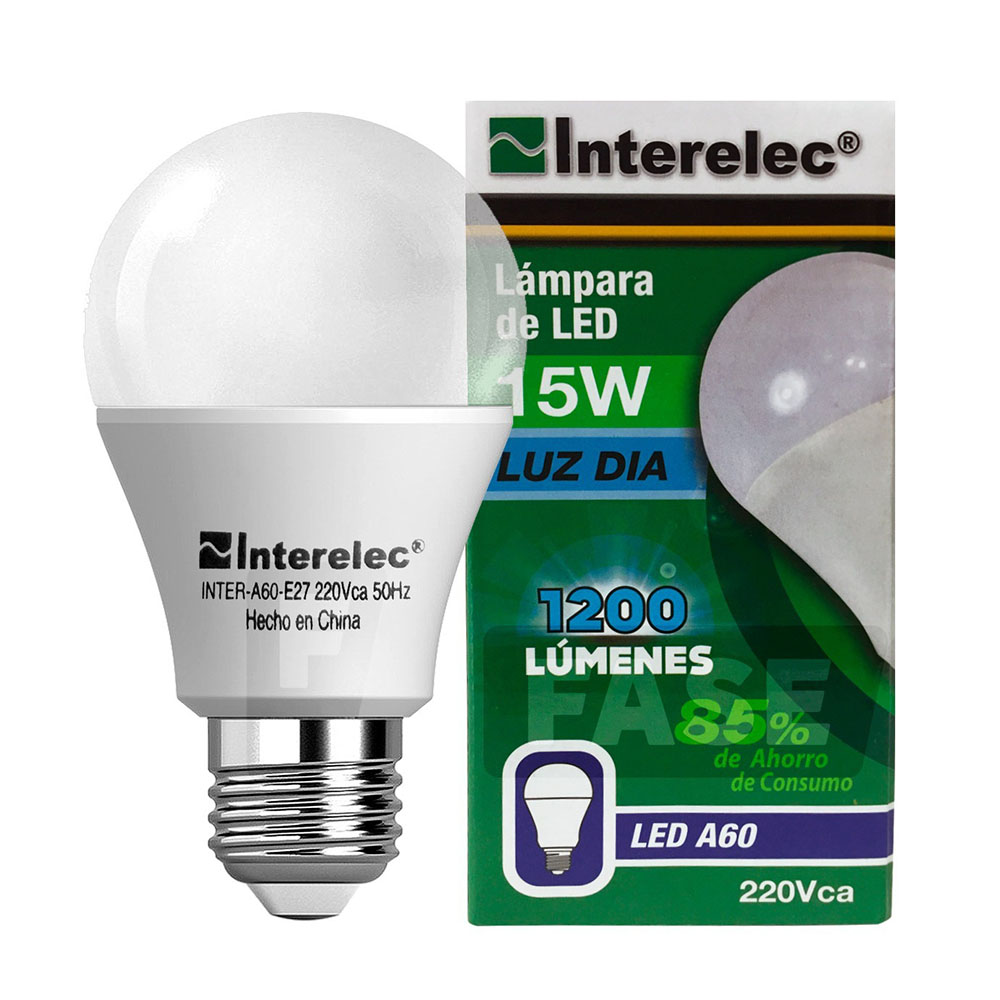 Interelec®
INTER-A60-E27 220Vca 50Hz
Hecho en China
Interelec®
Lámpara
de LED
15W
LUZ DIA
1200
LÚMENES
85%
de Ahorro
de Consumo
LED A60
220Vca
FASE